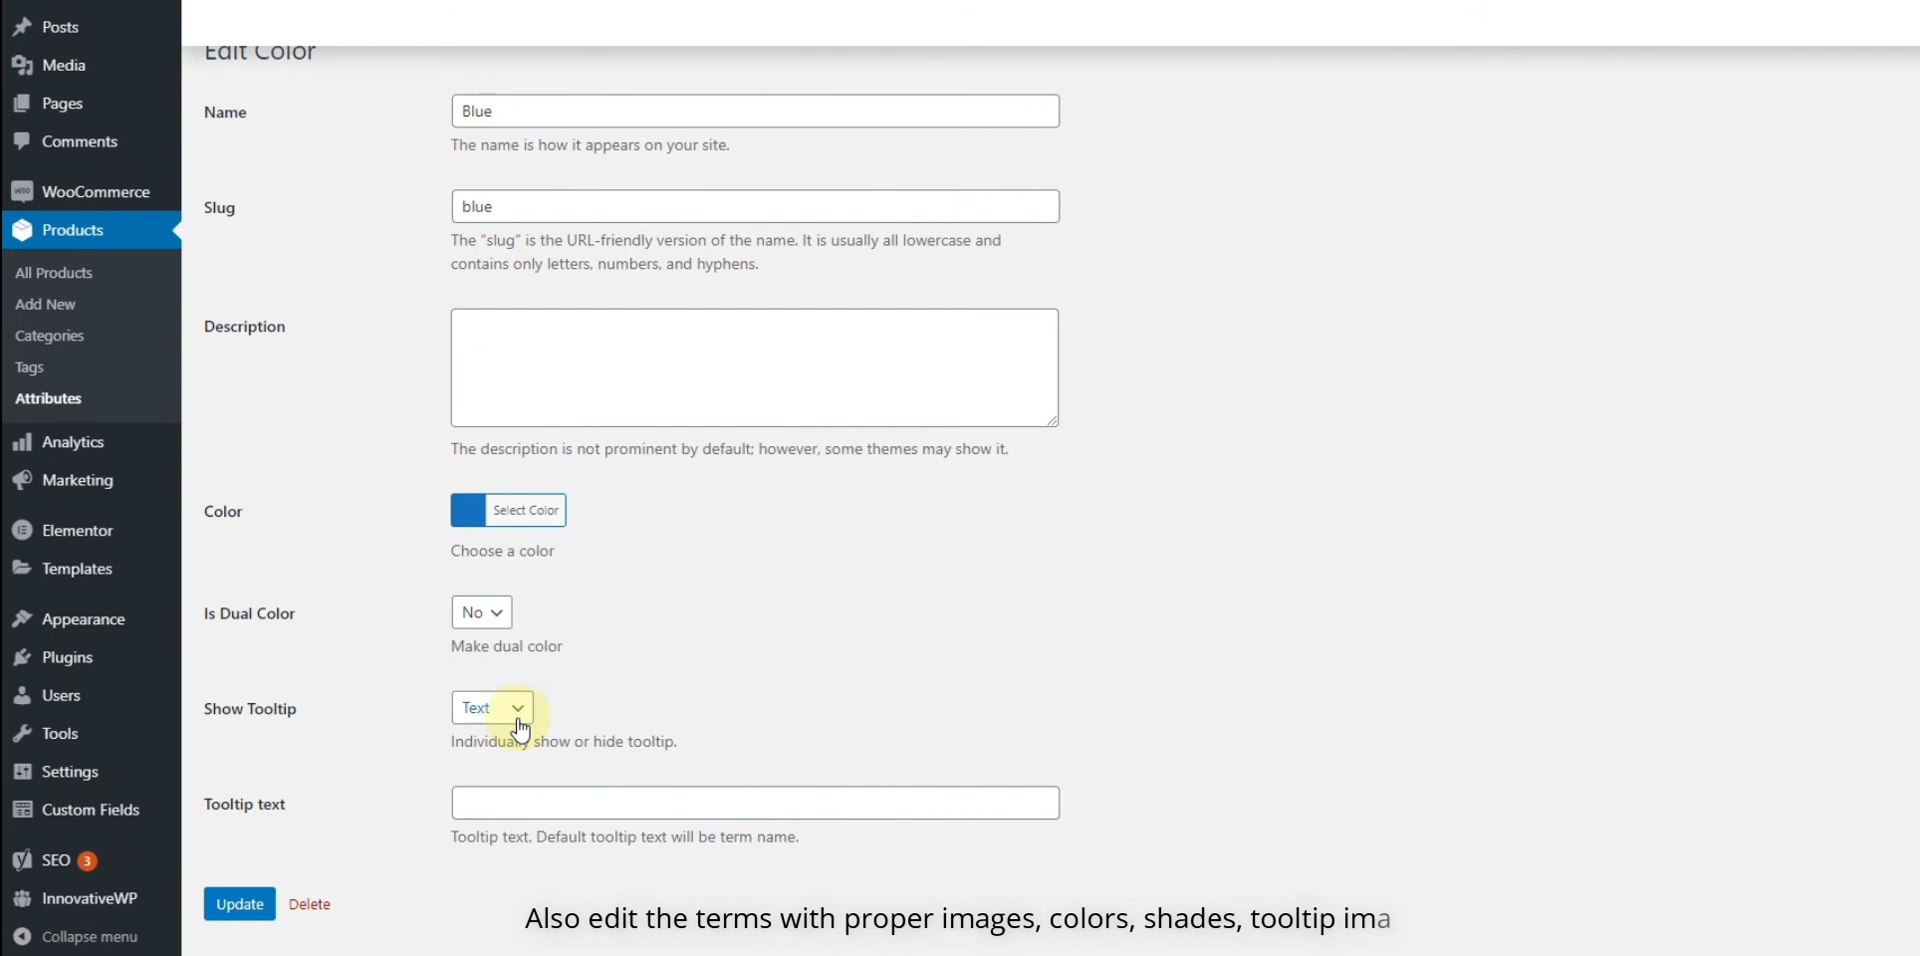 Posts
Media
Pages
Comments
WooCommerce
Products
All Products
Add New
Categories
Tags
Attributes
Analytics
Marketing
Elementor
Templates
Appearance
Plugins
Users
Tools
Settings
Custom Fields
SEO 3
InnovativeWP
Collapse menu
Edit Color
Name
Blue
The name is how it appears on your site.
Slug
blue
The “slug” is the URL-friendly version of the name. It is usually all lowercase and
contains only letters, numbers, and hyphens.
Description
The description is not prominent by default; however, some themes may show it.
Color
Select Color
Choose a color
Is Dual Color
No
Make dual color
Show Tooltip
Text
Individually show or hide tooltip.
Tooltip text
Tooltip text. Default tooltip text will be term name.
Update Delete
Also edit the terms with proper images, colors, shades, tooltip ima